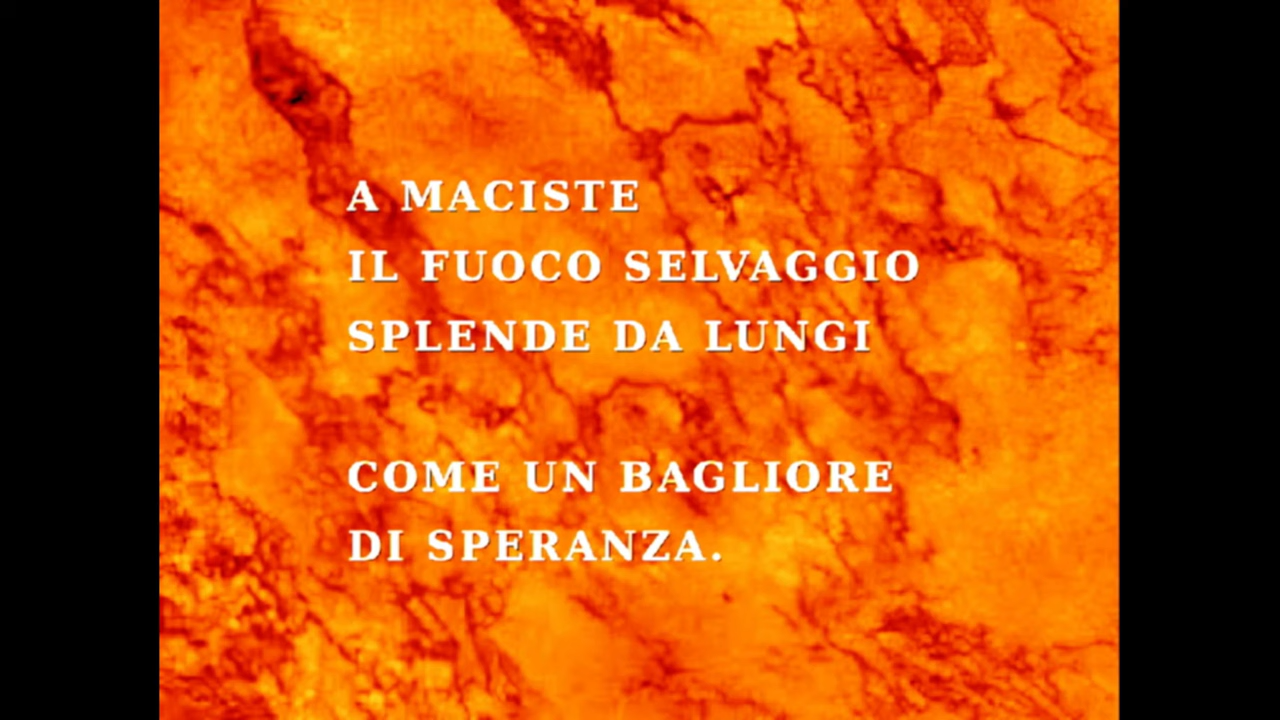 A MACISTE
IL FUOCO SELVAGGIO
SPLENDE DA LUNGI
COME UN BAGLIORE
DI SPERANZA.